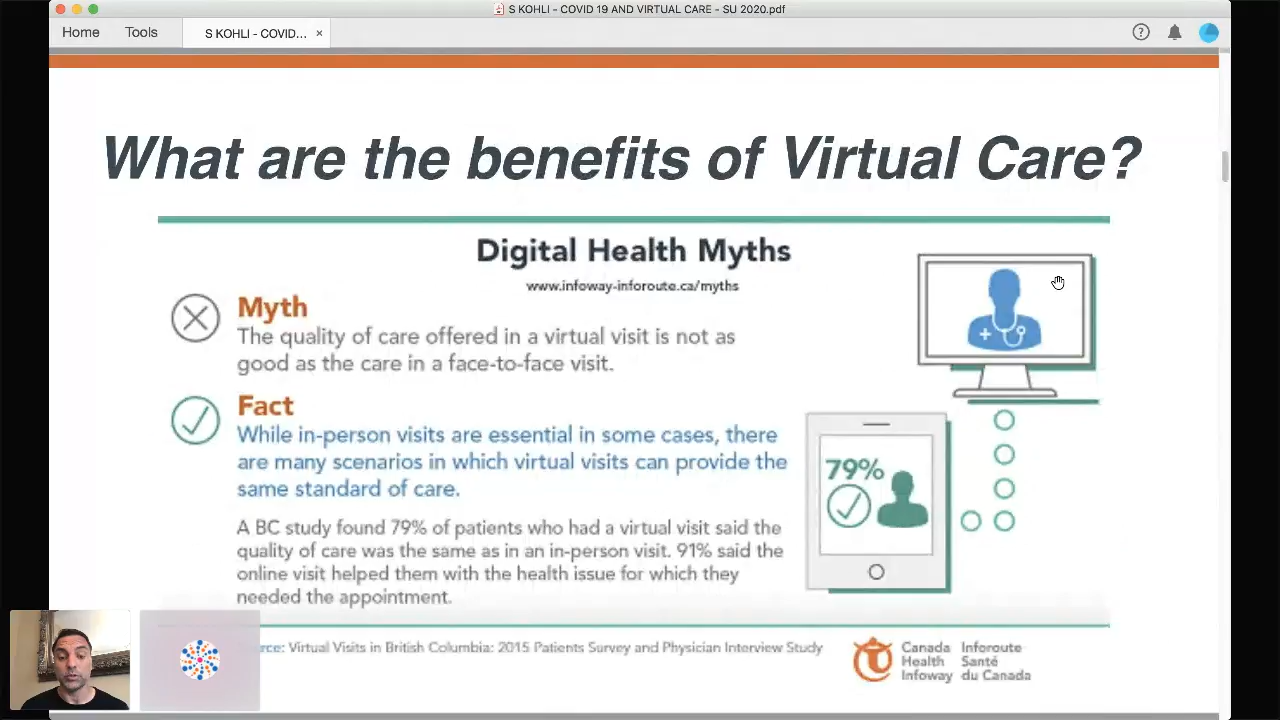 S KOHLI - COVID 19 AND VIRTUAL CARE - SU 2020.pdf
Home
Tools
S KOHLI - COVID...
×
What are the benefits of Virtual Care?
Digital Health Myths
www.infoway-inforoute.ca/myths
Myth
The quality of care offered in a virtual visit is not as
good as the care in a face-to-face visit.
Fact
While in-person visits are essential in some cases, there
are many scenarios in which virtual visits can provide the
same standard of care.
79%
A BC study found 79% of patients who had a virtual visit said the
quality of care was the same as in an in-person visit. 91% said the
online visit helped them with the health issue for which they
needed the appointment.
Virtual Visits in British Columbia: 2015 Patients Survey and Physician Interview Study
Canada Inforoute
Health Santé
Infoway du Canada